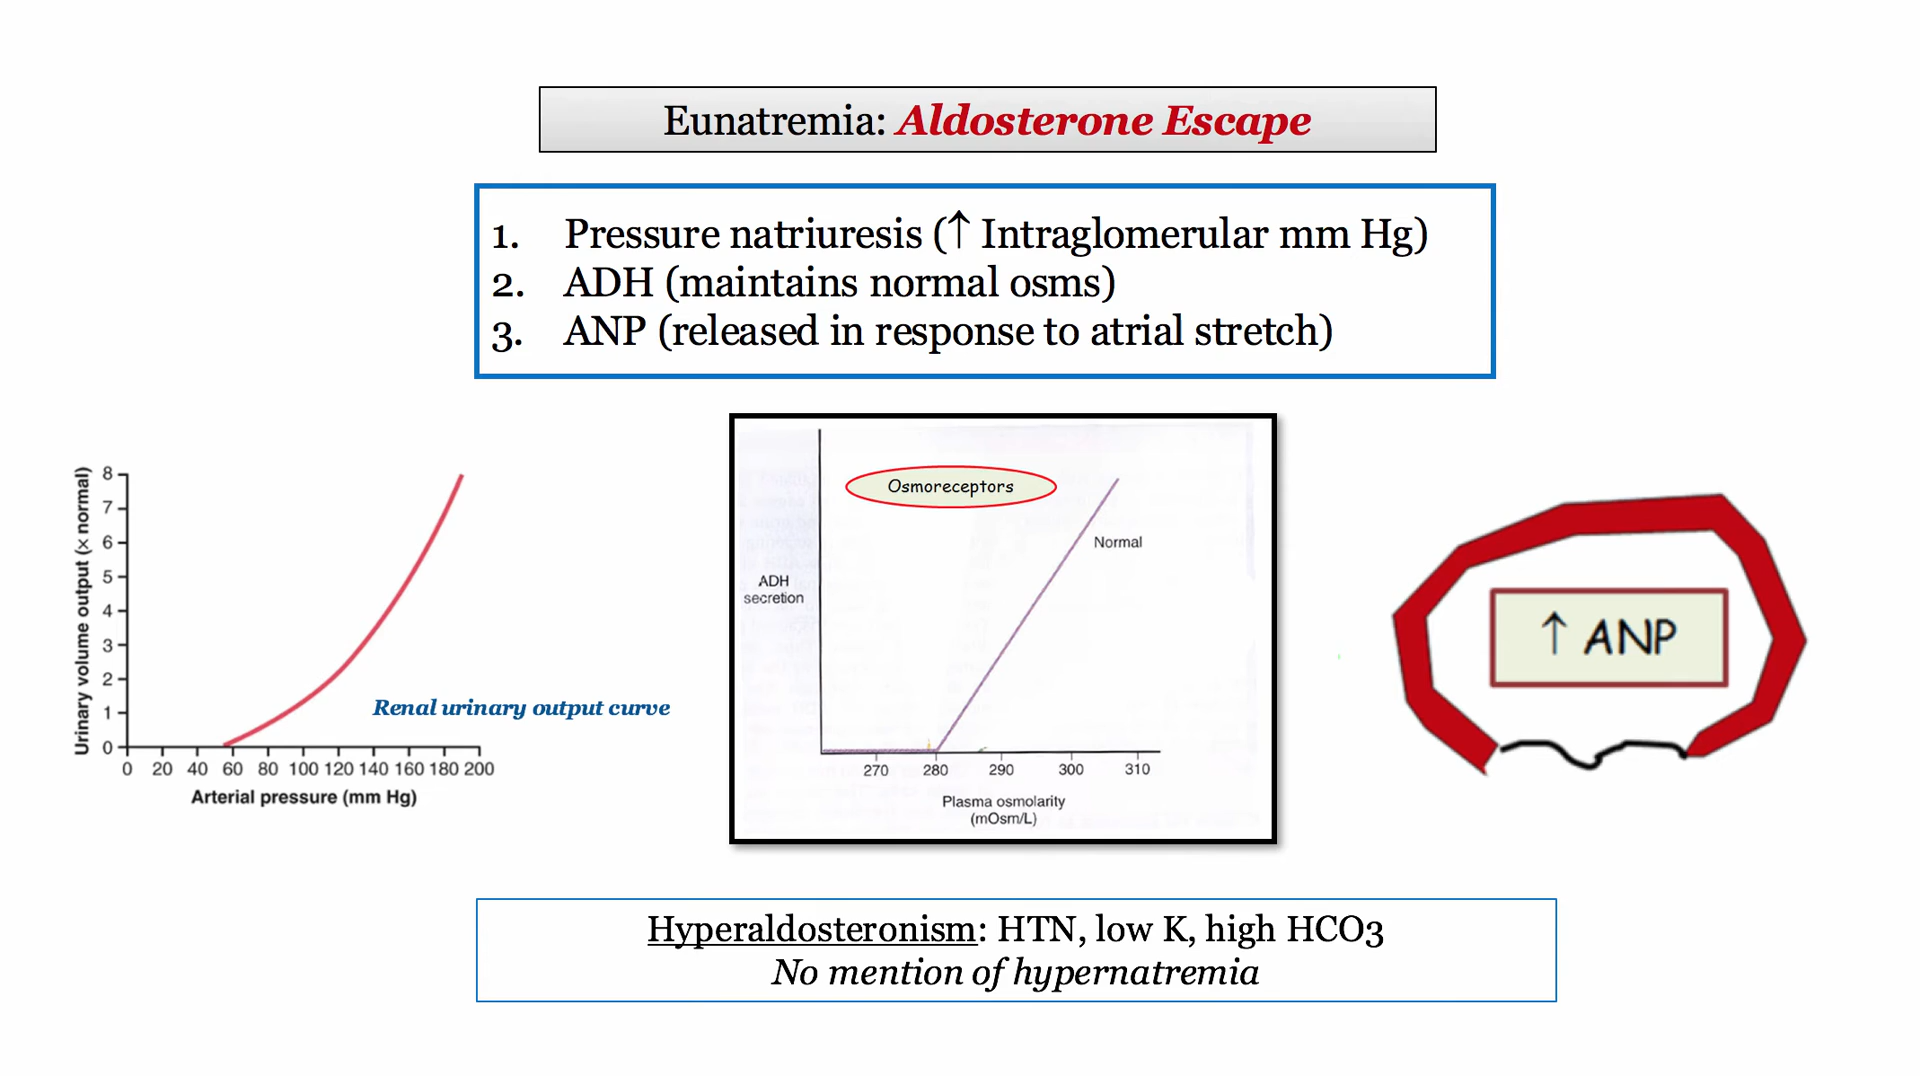 Eunatremia: Aldosterone Escape
1. Pressure natriuresis (↑ Intraglomerular mm Hg)
2. ADH (maintains normal osms)
3. ANP (released in response to atrial stretch)
Urinary volume output (× normal)
8
7
6
5
4
3
2
1
0
0 20 40 60 80 100 120 140 160 180 200
Arterial pressure (mm Hg)
Renal urinary output curve
Osmoreceptors
Normal
ADH
secretion
270 280 290 300 310
Plasma osmolarity
(mOsm/L)
↑ ANP
Hyperaldosteronism: HTN, low K, high HCO3
No mention of hypernatremia